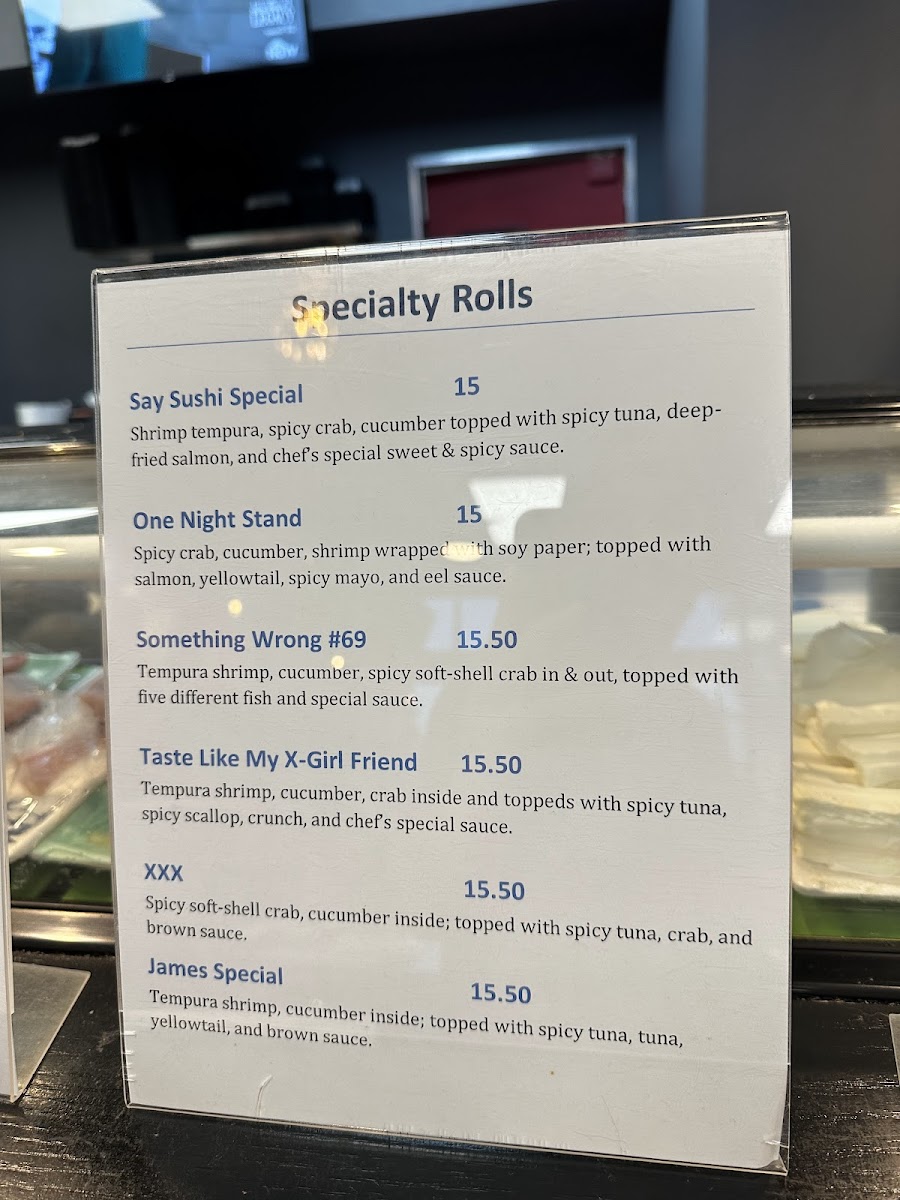 Specialty Rolls
Say Sushi Special 15
Shrimp tempura, spicy crab, cucumber topped with spicy tuna, deep-
fried salmon, and chef's special sweet & spicy sauce.
One Night Stand 15
Spicy crab, cucumber, shrimp wrapped with soy paper; topped with
salmon, yellowtail, spicy mayo, and eel sauce.
Something Wrong #69 15.50
Tempura shrimp, cucumber, spicy soft-shell crab in & out, topped with
five different fish and special sauce.
Taste Like My X-Girl Friend 15.50
Tempura shrimp, cucumber, crab inside and toppeds with spicy tuna,
spicy scallop, crunch, and chef's special sauce.
XXX 15.50
Spicy soft-shell crab, cucumber inside; topped with spicy tuna, crab, and
brown sauce.
James Special 15.50
Tempura shrimp, cucumber inside; topped with spicy tuna, tuna,
yellowtail, and brown sauce.